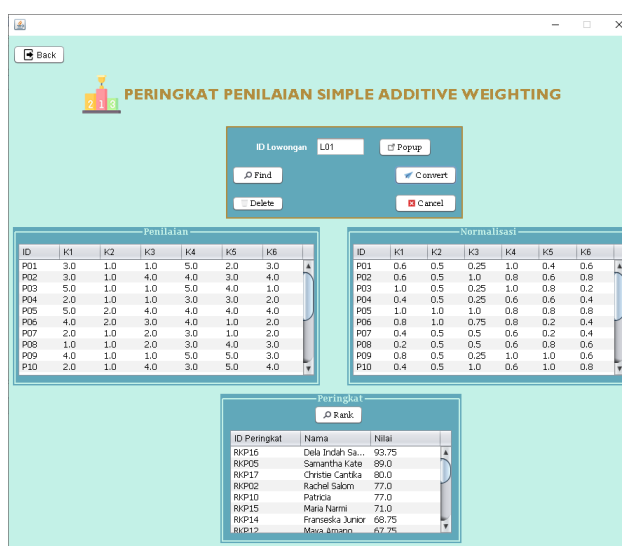 Back
PERINGKAT PENILAIAN SIMPLE ADDITIVE WEIGHTING
ID Lowongan L01 Popup
Find Convert
Delete Cancel
Penilaian
ID K1 K2 K3 K4 K5 K6
P01 3.0 1.0 1.0 5.0 2.0 3.0
P02 3.0 1.0 4.0 4.0 3.0 4.0
P03 5.0 1.0 1.0 5.0 4.0 1.0
P04 2.0 1.0 1.0 3.0 3.0 2.0
P05 5.0 2.0 4.0 4.0 4.0 4.0
P06 4.0 2.0 3.0 4.0 1.0 2.0
P07 2.0 1.0 2.0 3.0 1.0 2.0
P08 1.0 1.0 2.0 3.0 4.0 3.0
P09 4.0 1.0 1.0 5.0 5.0 3.0
P10 2.0 1.0 4.0 3.0 5.0 4.0
Normalisasi
ID K1 K2 K3 K4 K5 K6
P01 0.6 0.5 0.25 1.0 0.4 0.6
P02 0.6 0.5 1.0 0.8 0.6 0.8
P03 1.0 0.5 0.25 1.0 0.8 0.2
P04 0.4 0.5 0.25 0.6 0.6 0.4
P05 1.0 1.0 1.0 0.8 0.8 0.8
P06 0.8 1.0 0.75 0.8 0.2 0.4
P07 0.4 0.5 0.5 0.6 0.2 0.4
P08 0.2 0.5 0.5 0.6 0.8 0.6
P09 0.8 0.5 0.25 1.0 1.0 0.6
P10 0.4 0.5 1.0 0.6 1.0 0.8
Peringkat
Rank
ID Peringkat Nama Nilai
RKP16 Dela Indah Sa... 93.75
RKP05 Samantha Kate 89.0
RKP17 Christie Cantika 80.0
RKP02 Rachel Salom 77.0
RKP10 Patricia 77.0
RKP15 Maria Narmi 71.0
RKP14 Franseska Junior 68.75
RKP12 Maya Amano 67.75